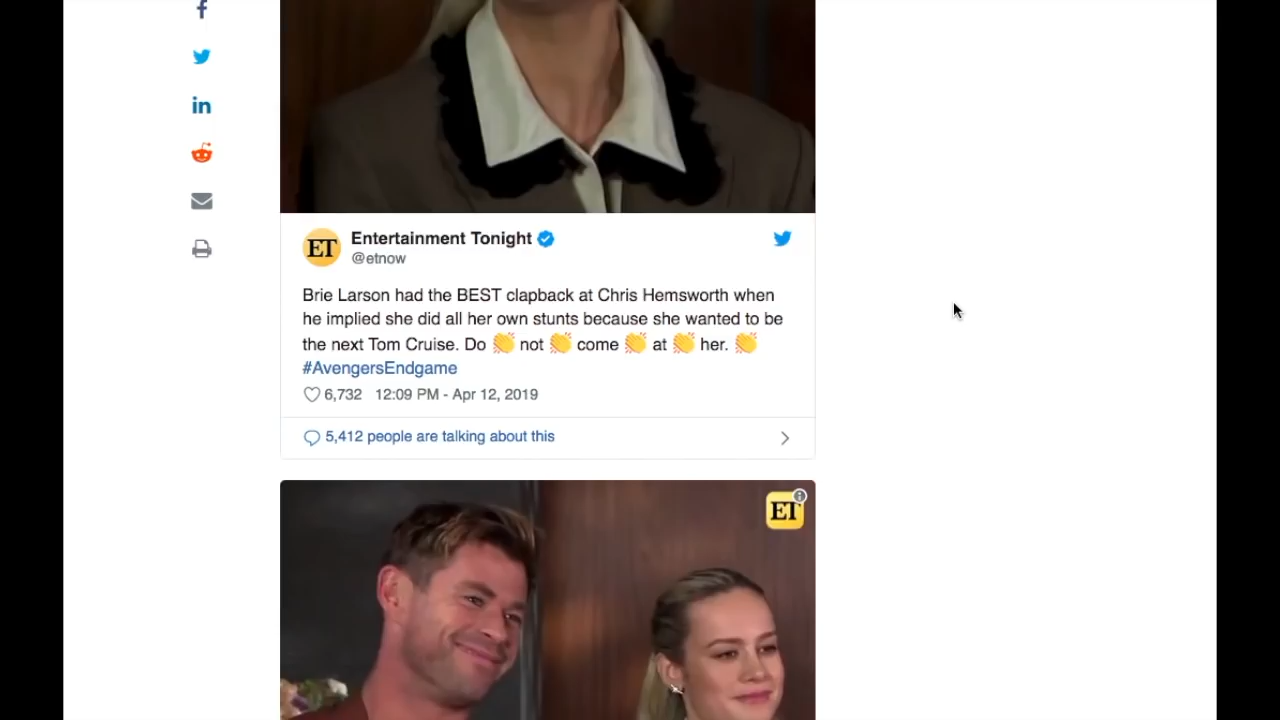 in
ET
Entertainment Tonight
@etnow
Brie Larson had the BEST clapback at Chris Hemsworth when
he implied she did all her own stunts because she wanted to be
the next Tom Cruise. Do 👏 not 👏 come 👏 at 👏 her. 👏
#AvengersEndgame
6,732 12:09 PM - Apr 12, 2019
5,412 people are talking about this
ET